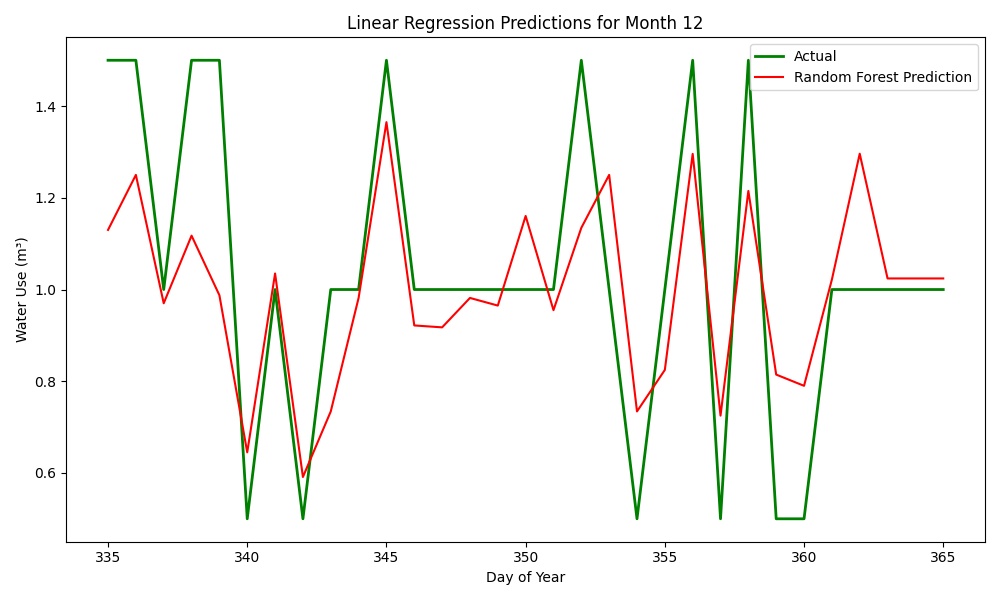 Linear Regression Predictions for Month 12
Actual
Random Forest Prediction
Water Use (m³)
1.4
1.2
1.0
0.8
0.6
335 340 345 350 355 360 365
Day of Year